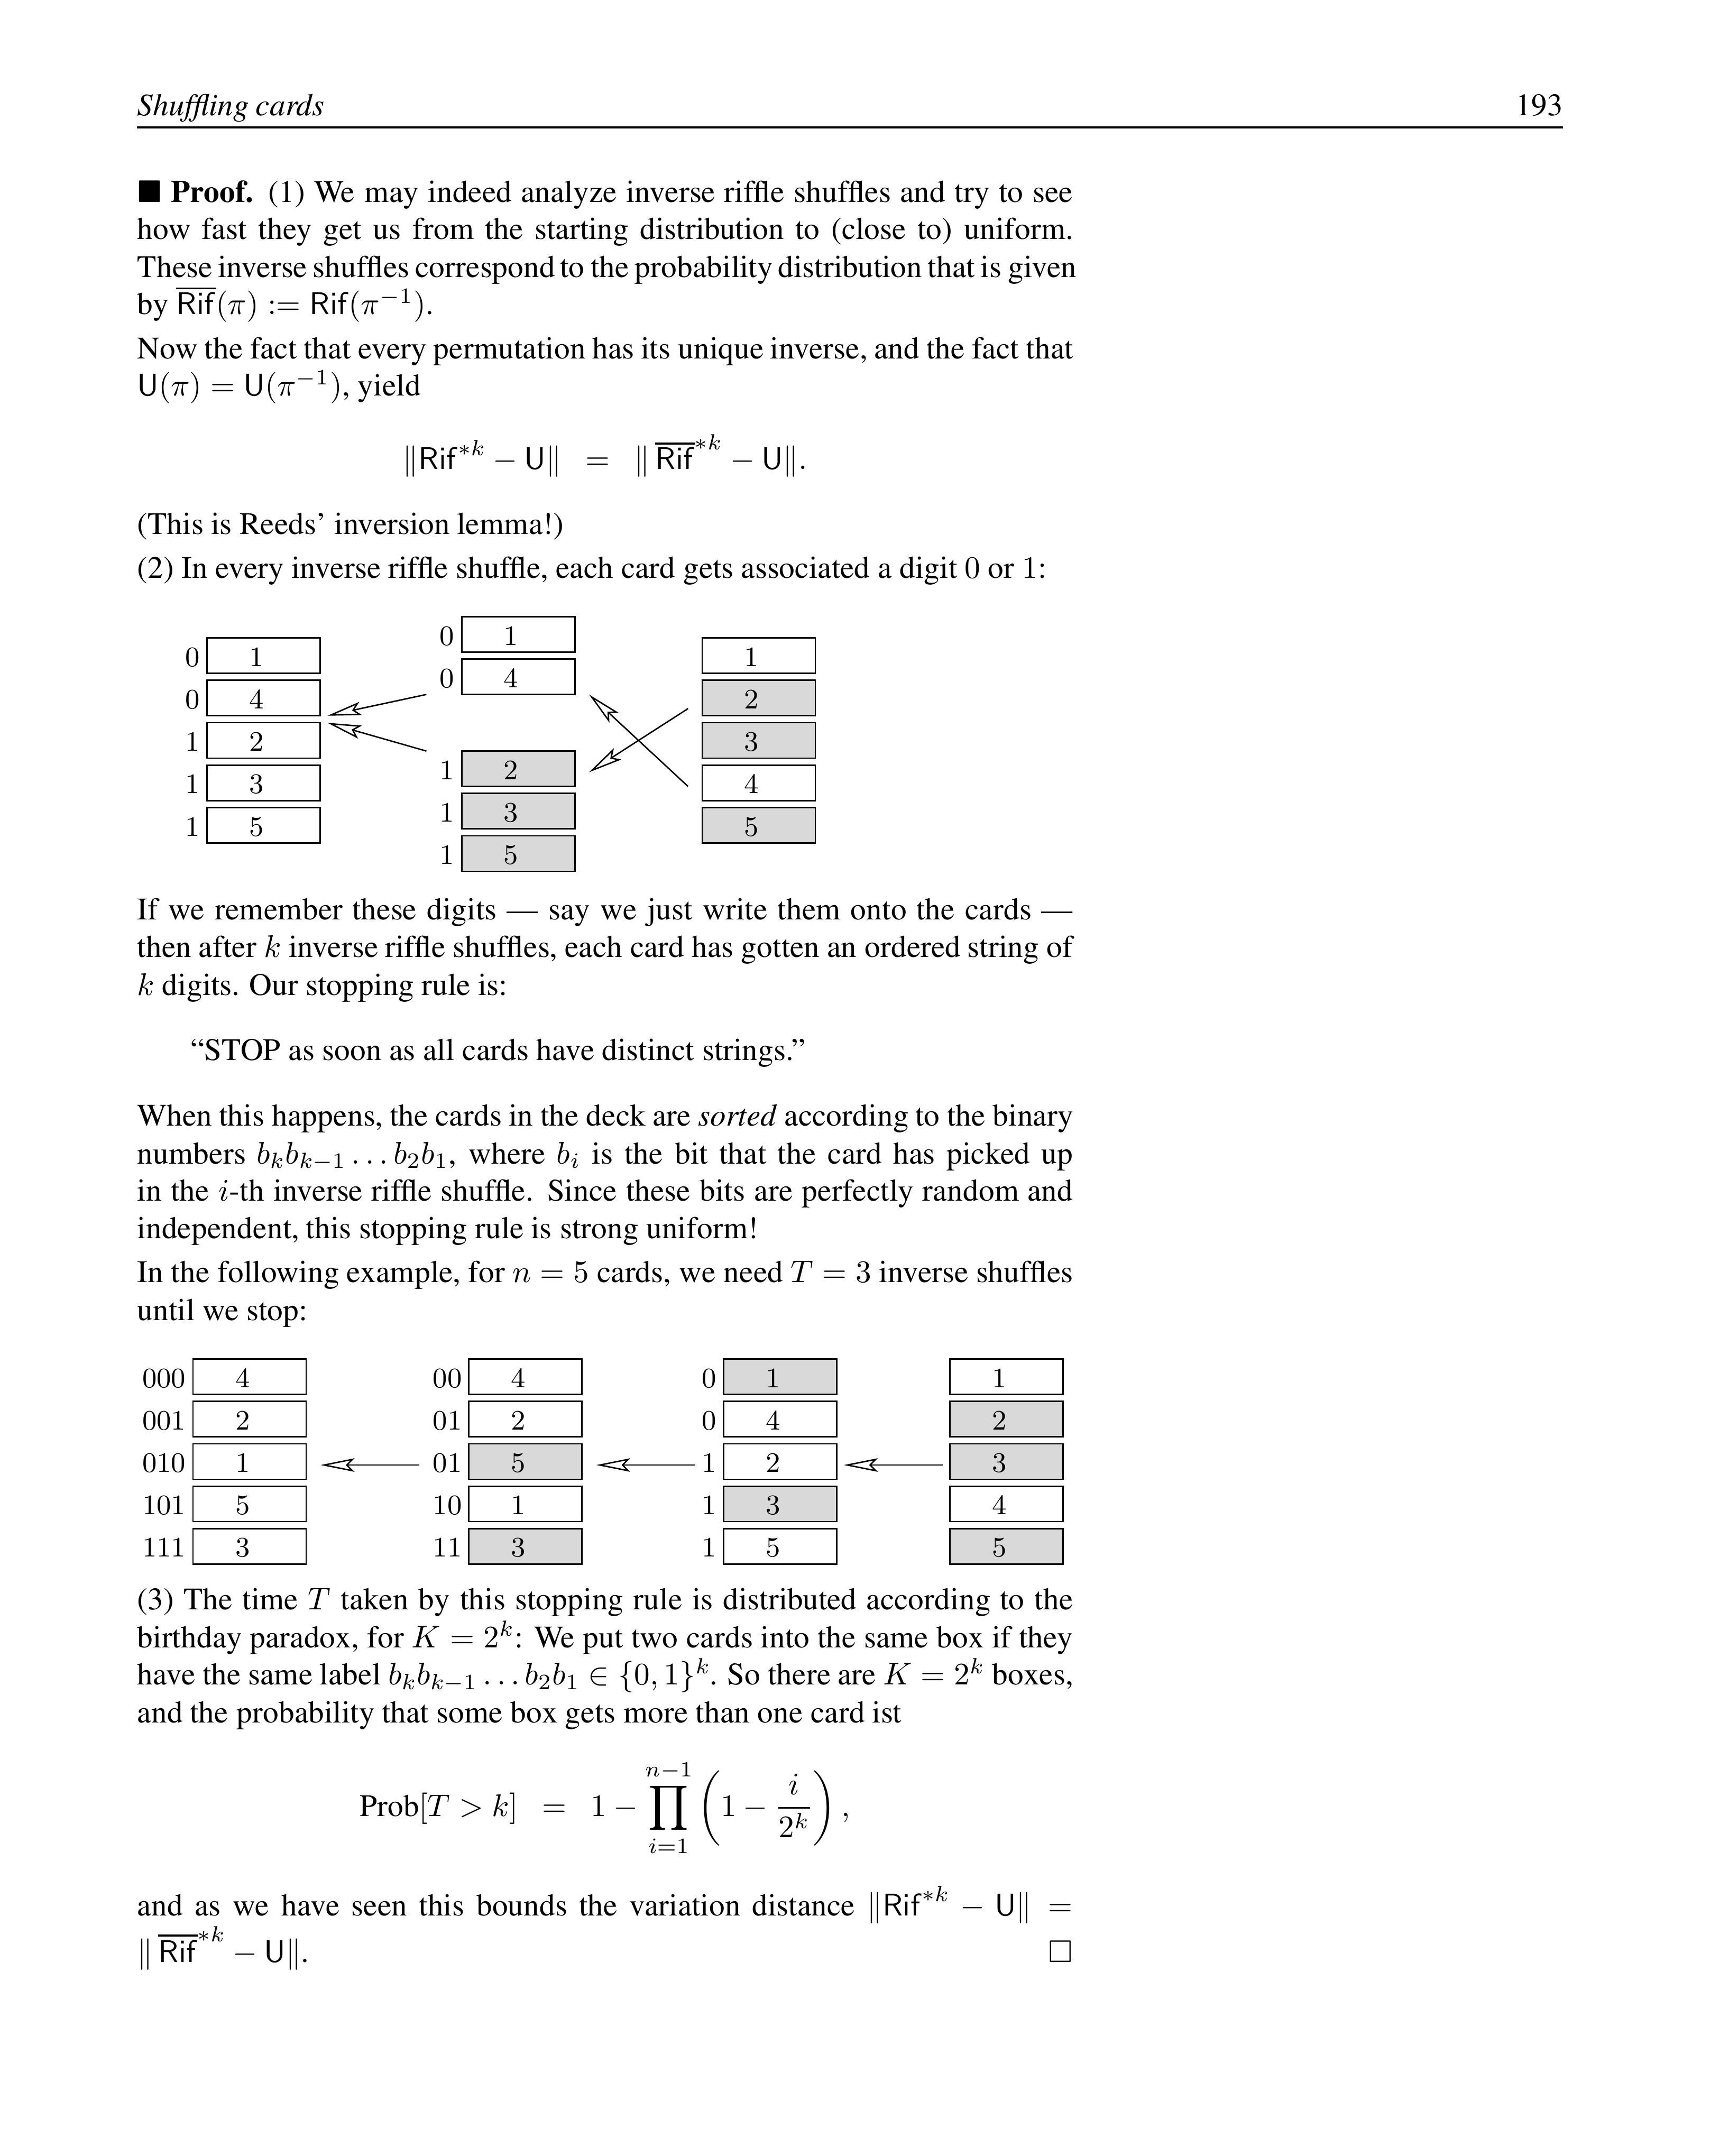 Shuffling cards 193
■ Proof. (1) We may indeed analyze inverse riffle shuffles and try to see
how fast they get us from the starting distribution to (close to) uniform.
These inverse shuffles correspond to the probability distribution that is given
by $\overline{\mathsf{Rif}}(\pi) := \mathsf{Rif}(\pi^{-1})$.
Now the fact that every permutation has its unique inverse, and the fact that
$\mathsf{U}(\pi) = \mathsf{U}(\pi^{-1})$, yield
$\|\mathsf{Rif}^{*k} - \mathsf{U}\| = \|\overline{\mathsf{Rif}}^{*k} - \mathsf{U}\|.$
(This is Reeds’ inversion lemma!)
(2) In every inverse riffle shuffle, each card gets associated a digit 0 or 1:
0 1
0 4
1 2
1 3
1 5
0 1
0 4
1 2
1 3
1 5
1
2
3
4
5
If we remember these digits — say we just write them onto the cards —
then after $k$ inverse riffle shuffles, each card has gotten an ordered string of
$k$ digits. Our stopping rule is:
“STOP as soon as all cards have distinct strings.”
When this happens, the cards in the deck are sorted according to the binary
numbers $b_k b_{k-1} \ldots b_2 b_1$, where $b_i$ is the bit that the card has picked up
in the $i$-th inverse riffle shuffle. Since these bits are perfectly random and
independent, this stopping rule is strong uniform!
In the following example, for $n = 5$ cards, we need $T = 3$ inverse shuffles
until we stop:
000 4 00 4 0 1 1
001 2 01 2 0 4 2
010 1 01 5 1 2 3
101 5 10 1 1 3 4
111 3 11 3 1 5 5
(3) The time $T$ taken by this stopping rule is distributed according to the
birthday paradox, for $K = 2^k$: We put two cards into the same box if they
have the same label $b_k b_{k-1} \ldots b_2 b_1 \in \{0, 1\}^k$. So there are $K = 2^k$ boxes,
and the probability that some box gets more than one card ist
$\text{Prob}[T > k] = 1 - \prod_{i=1}^{n-1} \left(1 - \frac{i}{2^k}\right),$
and as we have seen this bounds the variation distance $\|\mathsf{Rif}^{*k} - \mathsf{U}\| =$
$\|\overline{\mathsf{Rif}}^{*k} - \mathsf{U}\|.$ □